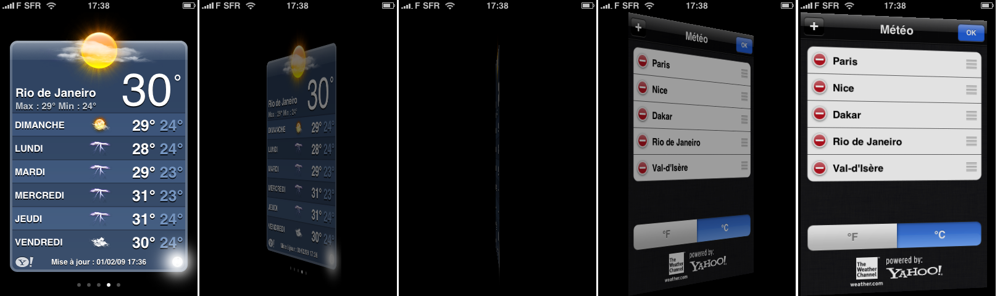 F SFR 17:38
30°
Rio de Janeiro
Max : 29° Min : 24°
DIMANCHE 29° 24°
LUNDI 28° 24°
MARDI 29° 23°
MERCREDI 31° 23°
JEUDI 31° 24°
VENDREDI 30° 24°
Y! Mise à jour : 01/02/09 17:36
F SFR 17:38
30°
Rio de Janeiro
Max : 29° Min : 24°
DIMANCHE 29° 24°
LUNDI 28° 24°
MARDI 29° 23°
MERCREDI 31° 23°
JEUDI 31° 24°
VENDREDI 30° 24°
Y! Mise à jour : 01/02/09 17:36
F SFR 17:38
F SFR 17:38
+ Météo OK
Paris
Nice
Dakar
Rio de Janeiro
Val-d'Isère
°F °C
The Weather Channel
weather.com
powered by:
YAHOO!
F SFR 17:38
+ Météo OK
Paris
Nice
Dakar
Rio de Janeiro
Val-d'Isère
°F °C
The Weather Channel
weather.com
powered by:
YAHOO!